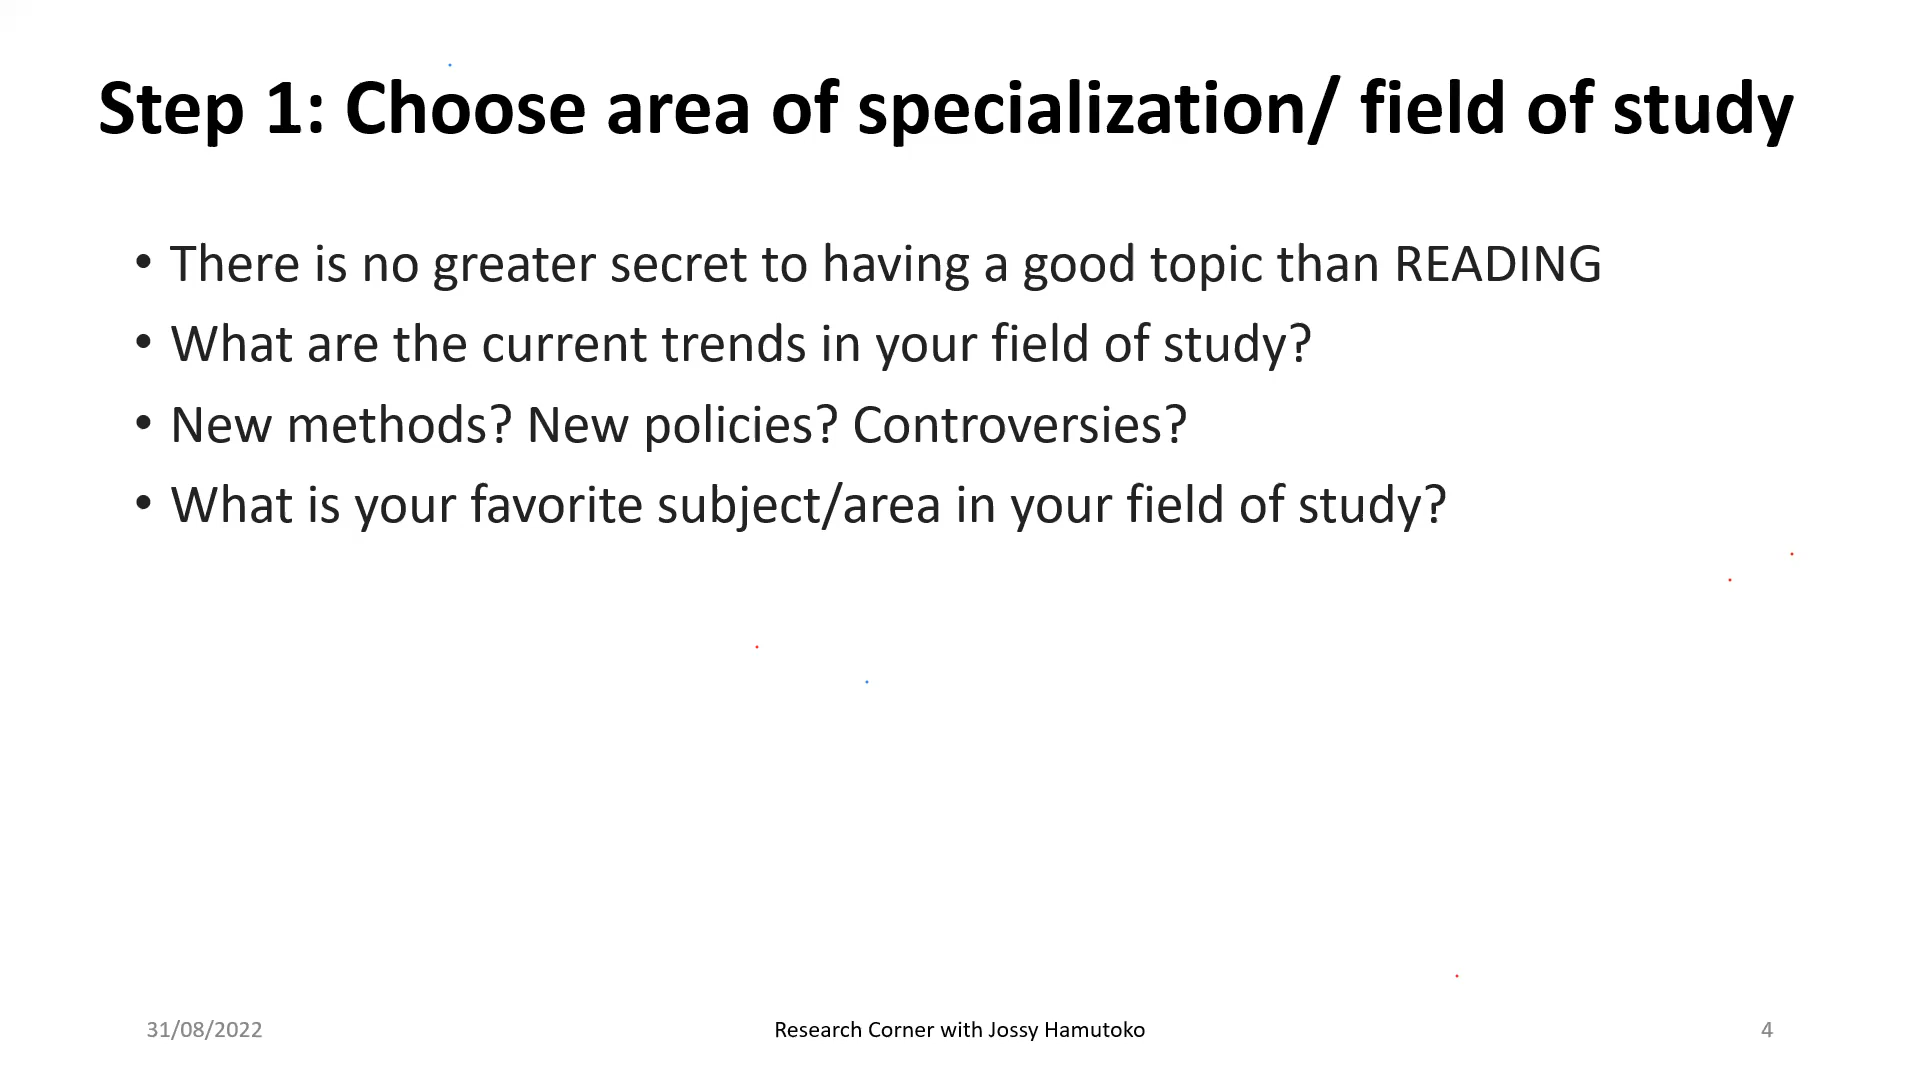 Step 1: Choose area of specialization/ field of study
• There is no greater secret to having a good topic than READING
• What are the current trends in your field of study?
• New methods? New policies? Controversies?
• What is your favorite subject/area in your field of study?
31/08/2022
Research Corner with Jossy Hamutoko
4